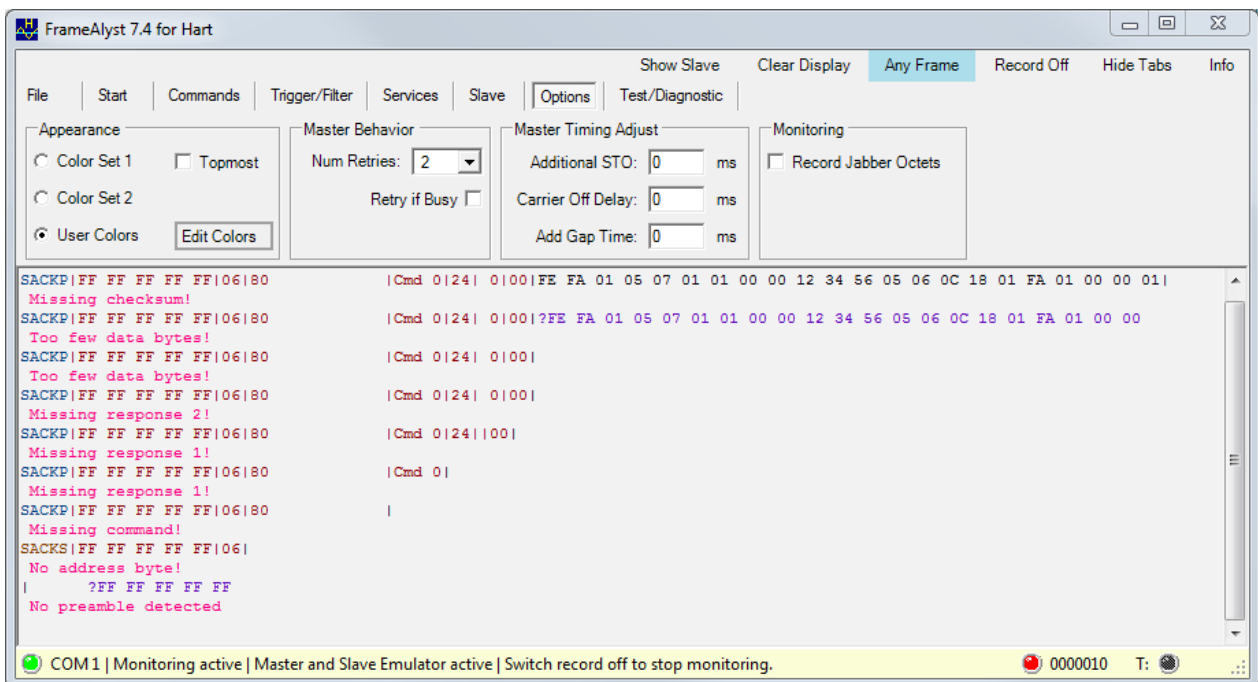 FrameAlyst 7.4 for Hart
Show Slave Clear Display Any Frame Record Off Hide Tabs Info
File Start Commands Trigger/Filter Services Slave Options Test/Diagnostic
Appearance Master Behavior Master Timing Adjust Monitoring
Color Set 1 Topmost Num Retries: 2 Additional STO: 0 ms Record Jabber Octets
Color Set 2 Retry if Busy Carrier Off Delay: 0 ms
User Colors Edit Colors Add Gap Time: 0 ms
SACKP|FF FF FF FF FF|06|80 |Cmd 0|24| 0|00|FE FA 01 05 07 01 01 00 00 12 34 56 05 06 0C 18 01 FA 01 00 00 01|
Missing checksum!
SACKP|FF FF FF FF FF|06|80 |Cmd 0|24| 0|00|?FE FA 01 05 07 01 01 00 00 12 34 56 05 06 0C 18 01 FA 01 00 00
Too few data bytes!
SACKP|FF FF FF FF FF|06|80 |Cmd 0|24| 0|00|
Too few data bytes!
SACKP|FF FF FF FF FF|06|80 |Cmd 0|24| 0|00|
Missing response 2!
SACKP|FF FF FF FF FF|06|80 |Cmd 0|24||00|
Missing response 1!
SACKP|FF FF FF FF FF|06|80 |Cmd 0|
Missing response 1!
SACKP|FF FF FF FF FF|06|80 |
Missing command!
SACKS|FF FF FF FF FF|06|
No address byte!
| ?FF FF FF FF FF
No preamble detected
COM1 | Monitoring active | Master and Slave Emulator active | Switch record off to stop monitoring. 0000010 T: